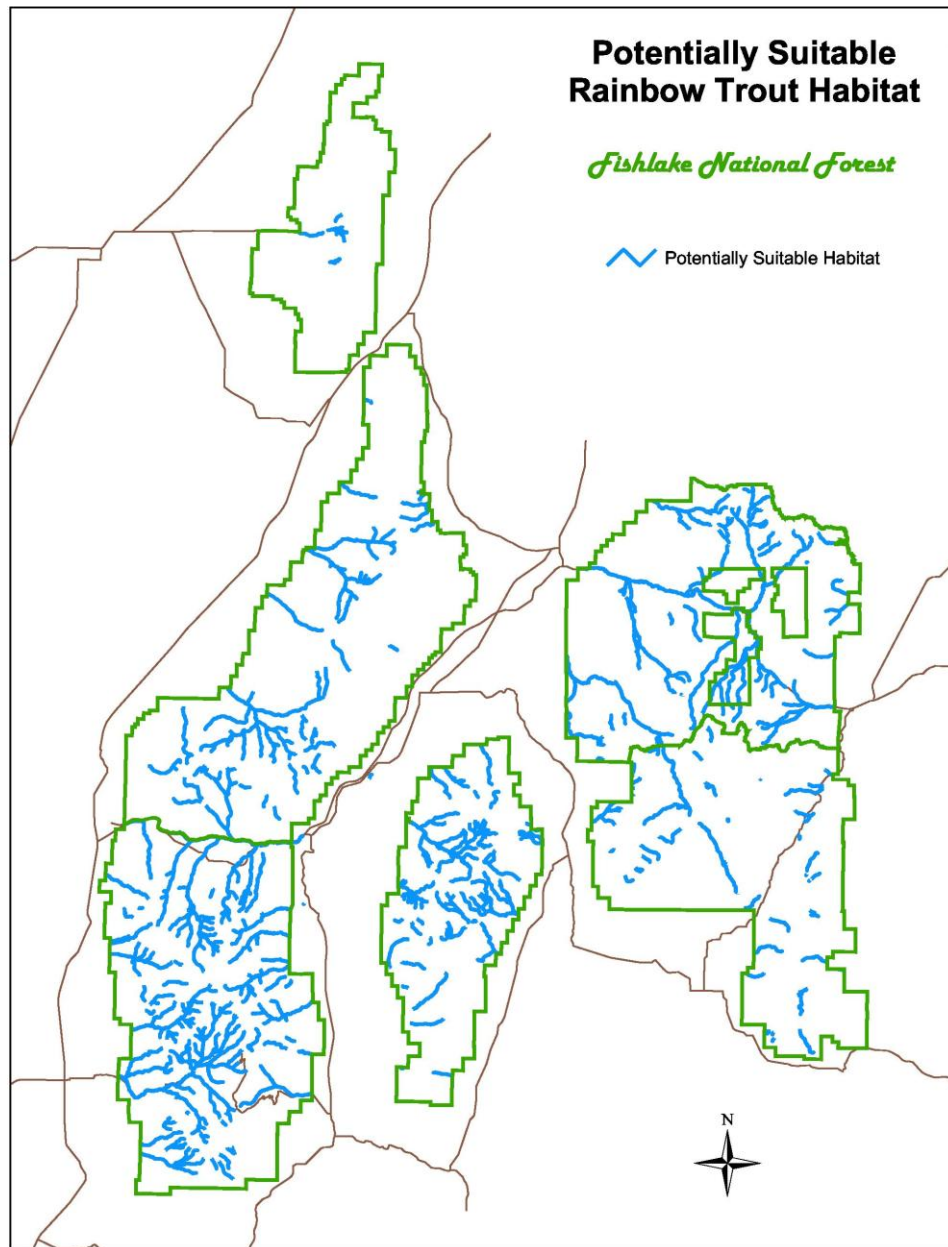 Potentially Suitable
Rainbow Trout Habitat
Fishlake National Forest
Potentially Suitable Habitat
N